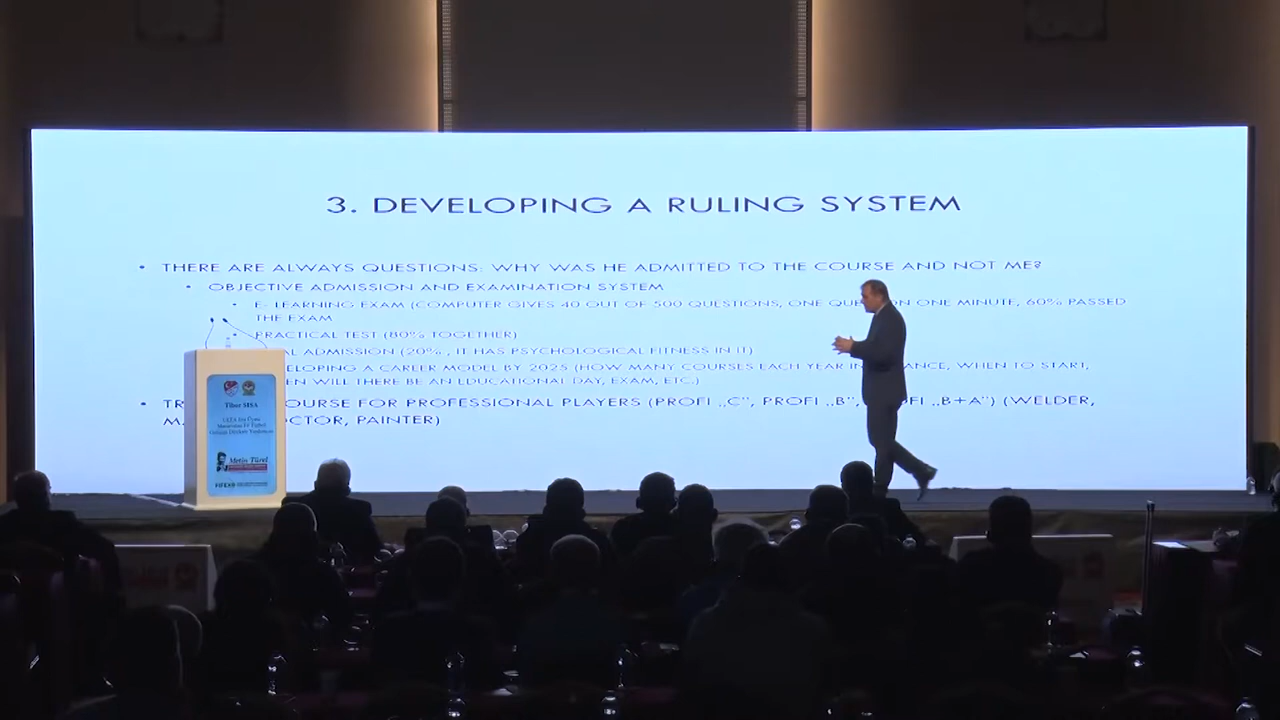 3. DEVELOPING A RULING SYSTEM
• THERE ARE ALWAYS QUESTIONS: WHY WAS HE ADMITTED TO THE COURSE AND NOT ME?
• OBJECTIVE ADMISSION AND EXAMINATION SYSTEM
• E- LEARNING EXAM (COMPUTER GIVES 40 OUT OF 500 QUESTIONS, ONE QUE ON ONE MINUTE, 60% PASSED
THE EXAM
• PRACTICAL TEST (80% TOGETHER)
AL ADMISSION (20% , IT HAS PSYCHOLOGICAL FITNESS IN IT)
ELOPING A CAREER MODEL BY 2025 (HOW MANY COURSES EACH YEAR IN ANCE, WHEN TO START,
EN WILL THERE BE AN EDUCATIONAL DAY, EXAM, ETC.)
• TR OURSE FOR PROFESSIONAL PLAYERS (PROFI „C”, PROFI „B”, FI „B+A”) (WELDER,
M OCTOR, PAINTER)
Tibor SISA
Metin Türel